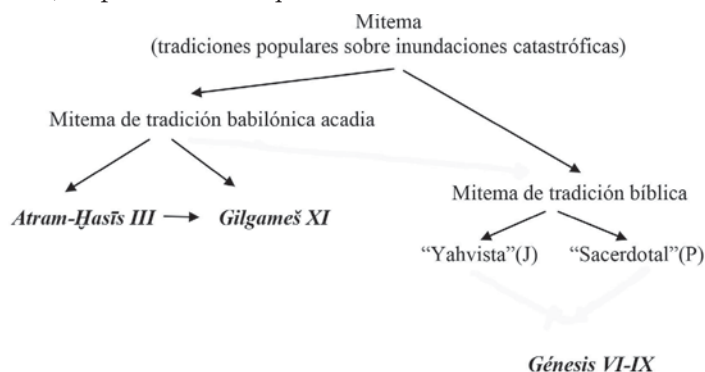 Mitema
(tradiciones populares sobre inundaciones catastróficas)
Mitema de tradición babilónica acadia
Mitema de tradición bíblica
Atram-Ḫasīs III Gilgameš XI
“Yahvista”(J) “Sacerdotal”(P)
Génesis VI-IX